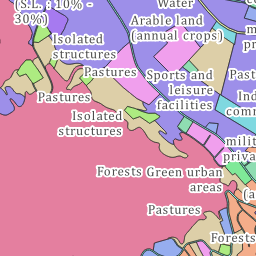 (S.L. : 10% -
30%)
Water
Arable land
(annual crops)
Isolated
structures
Pastures
Sports and
leisure
facilities
Pastures
Isolated
structures
Forests
Green urban
areas
Pastures
Forests